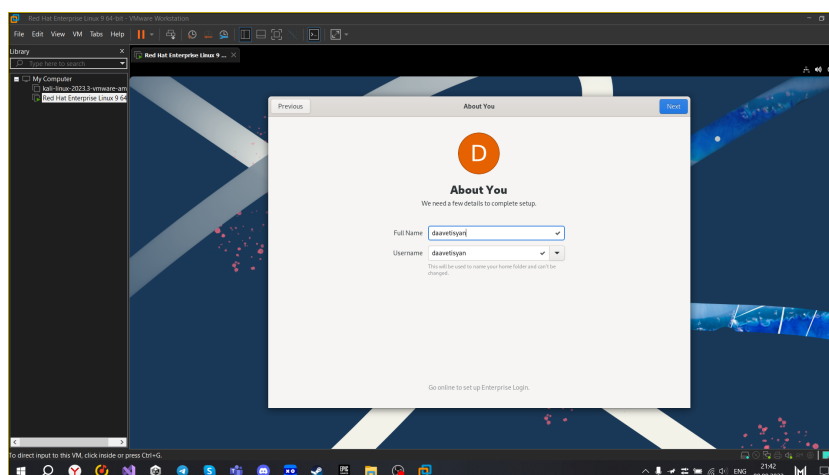 Red Hat Enterprise Linux 9 64-bit - VMware Workstation
File Edit View VM Tabs Help
Library X
Type here to search
My Computer
kali-linux-2023.3-vmware-am
Red Hat Enterprise Linux 9 64
Red Hat Enterprise Linux 9 ... ×
Previous
About You
Next
D
About You
We need a few details to complete setup.
Full Name daavetisyan
Username daavetisyan
This will be used to name your home folder and can't be
changed.
Go online to set up Enterprise Login.
To direct input to this VM, click inside or press Ctrl+G.
ENG
21:42